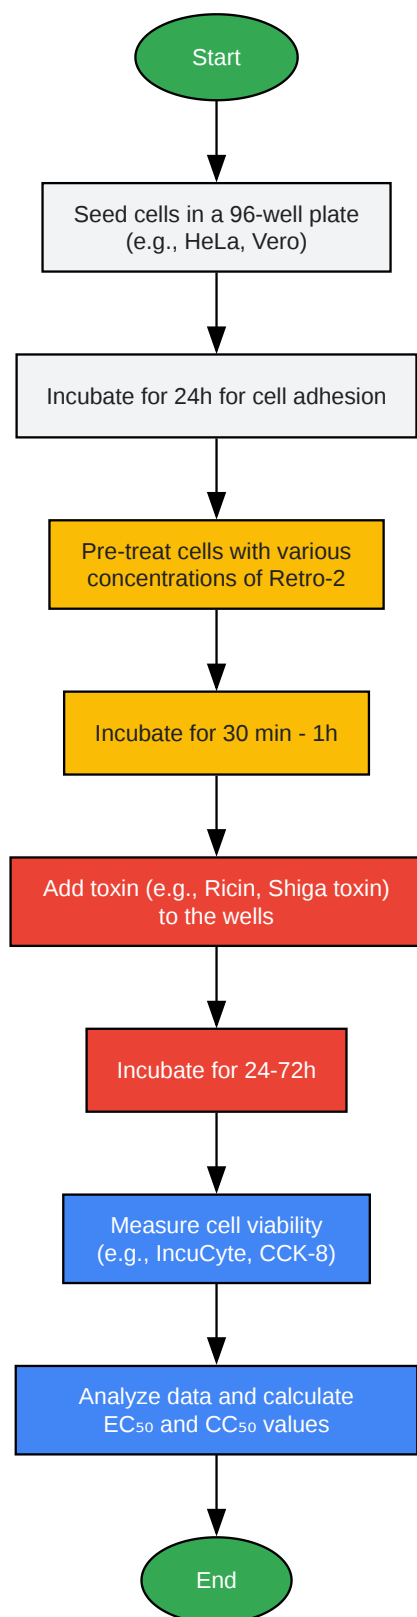 Start
Seed cells in a 96-well plate
(e.g., HeLa, Vero)
Incubate for 24h for cell adhesion
Pre-treat cells with various
concentrations of Retro-2
Incubate for 30 min - 1h
Add toxin (e.g., Ricin, Shiga toxin)
to the wells
Incubate for 24-72h
Measure cell viability
(e.g., IncuCyte, CCK-8)
Analyze data and calculate
EC₅₀ and CC₅₀ values
End